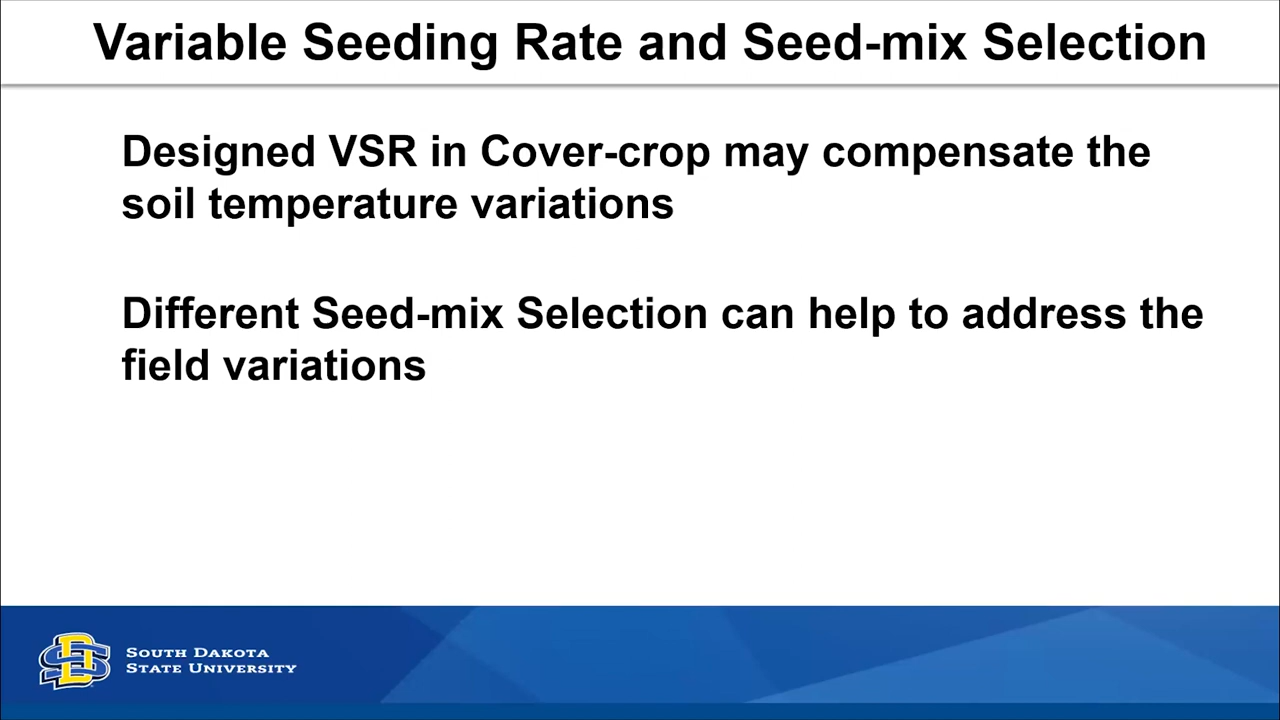 Variable Seeding Rate and Seed-mix Selection
Designed VSR in Cover-crop may compensate the
soil temperature variations
Different Seed-mix Selection can help to address the
field variations
SOUTH DAKOTA
STATE UNIVERSITY